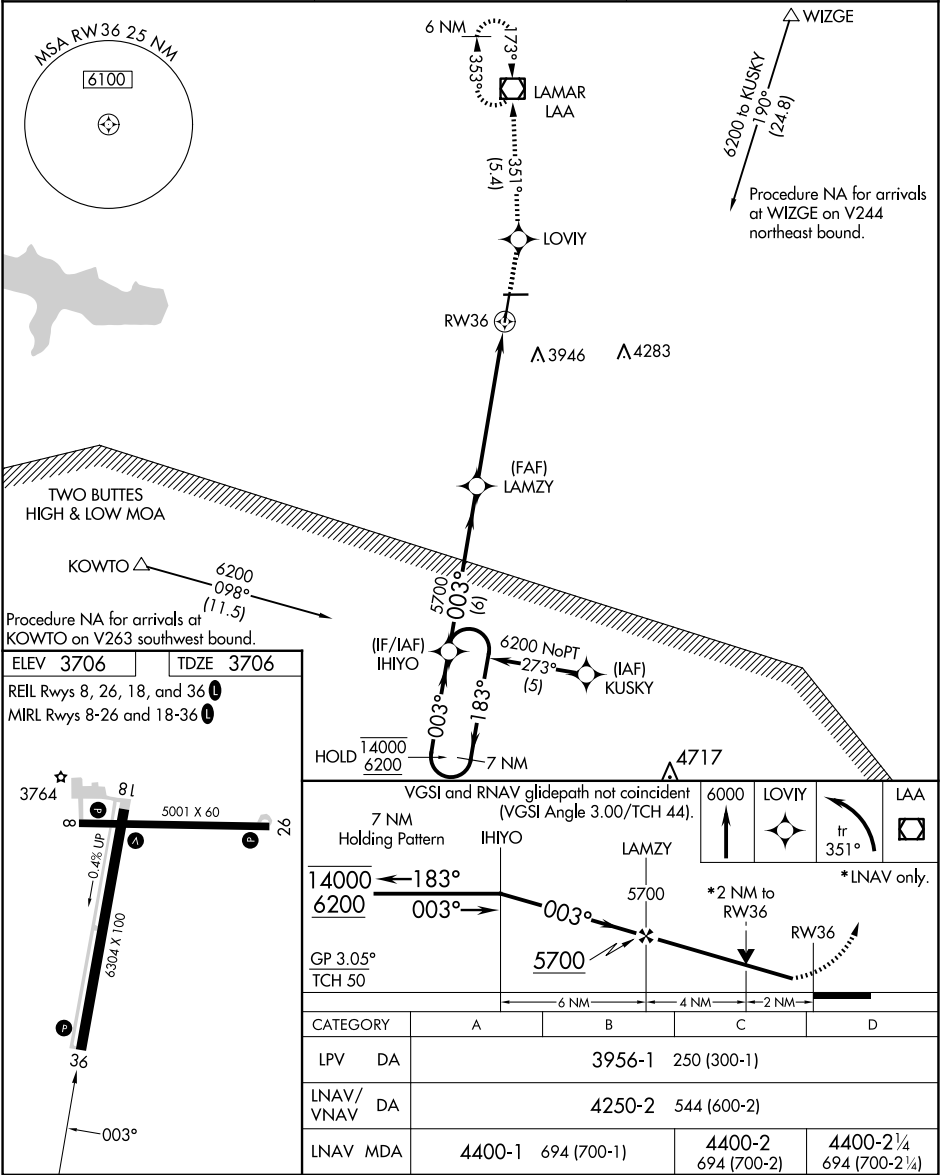 MSA RW36 25 NM
6100
6 NM
173°
353°
LAMAR
LAA
351°
(5.4)
LOVIY
RW36
3946
4283
WIZGE
6200 to KUSKY
190°
(24.8)
Procedure NA for arrivals
at WIZGE on V244
northeast bound.
(FAF)
LAMZY
TWO BUTTES
HIGH & LOW MOA
KOWTO
6200
098°
(11.5)
Procedure NA for arrivals at
KOWTO on V263 southwest bound.
5700
003°
(6)
(IF/IAF)
IHIYO
6200 NoPT
273°
(5)
(IAF)
KUSKY
003°
183°
HOLD
14000
6200
7 NM
4717
ELEV 3706
TDZE 3706
REIL Rwys 8, 26, 18, and 36 L
MIRL Rwys 8-26 and 18-36 L
3764
18
P
8
5001 X 60
26
V
P
0.4% UP
6304 X 100
P
36
003°
VGSI and RNAV glidepath not coincident
(VGSI Angle 3.00/TCH 44).
7 NM
Holding Pattern
IHIYO
LAMZY
6000
LOVIY
tr
351°
LAA
*LNAV only.
14000
6200
183°
003°
003°
5700
5700
*2 NM to
RW36
RW36
GP 3.05°
TCH 50
6 NM
4 NM
2 NM
CATEGORY A B C D
LPV DA 3956-1 250 (300-1)
LNAV/
VNAV DA 4250-2 544 (600-2)
LNAV MDA 4400-1 694 (700-1) 4400-2 694 (700-2) 4400-2¼ 694 (700-2¼)